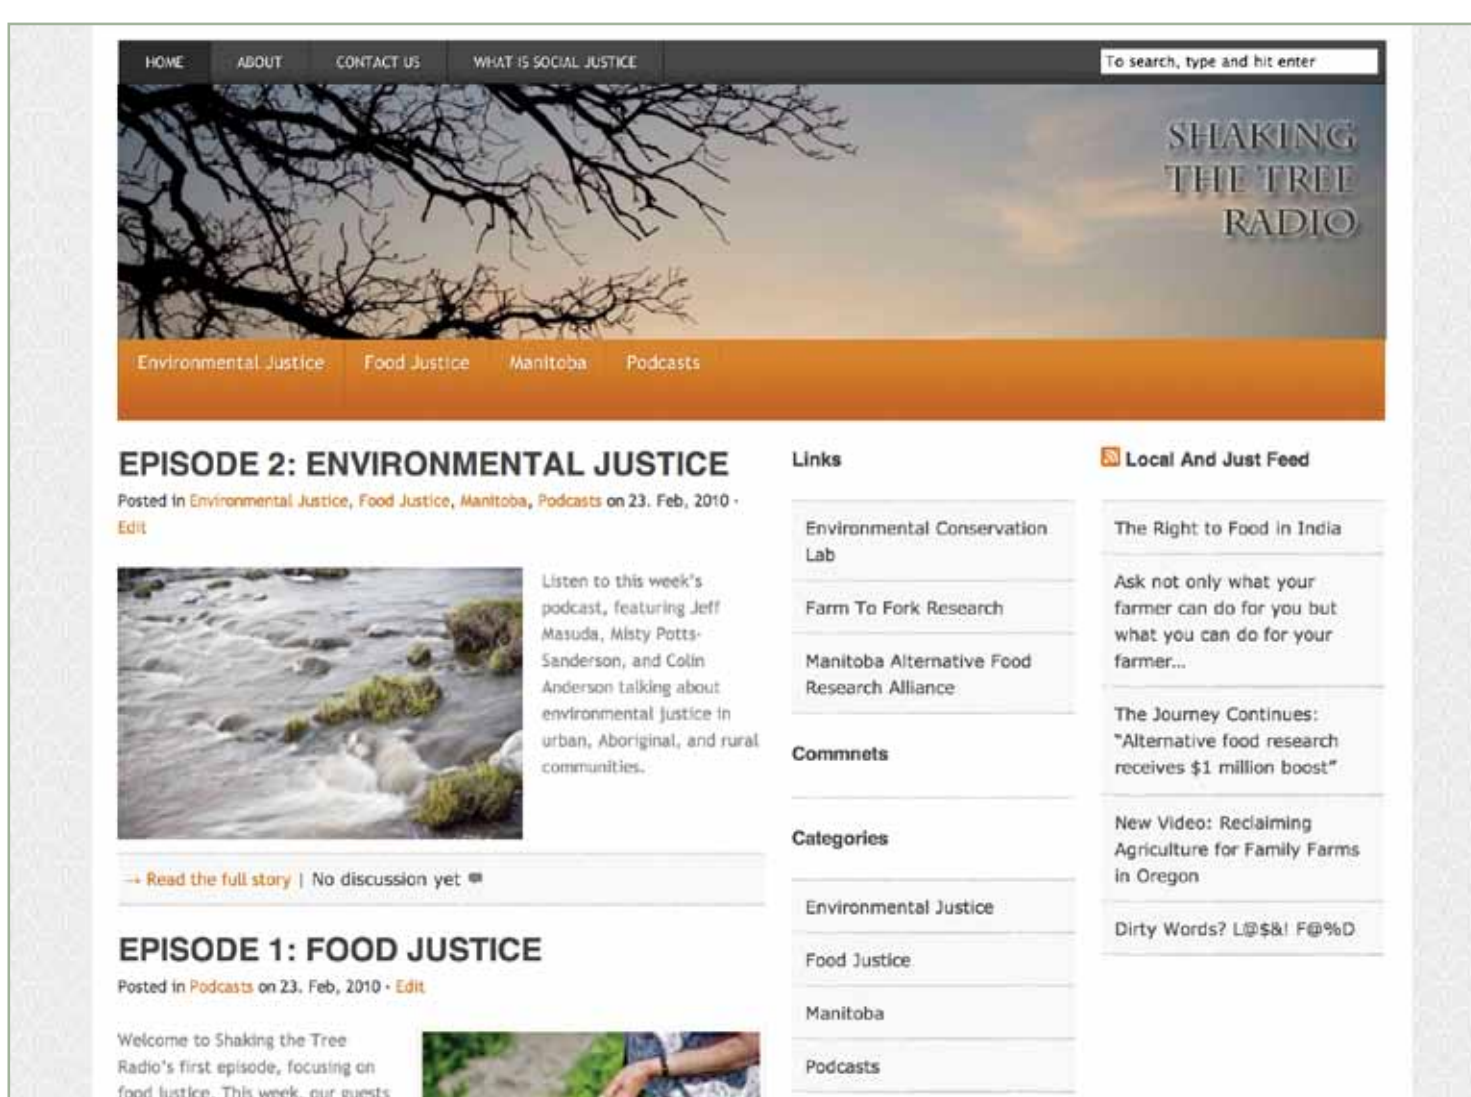 HOME ABOUT CONTACT US WHAT IS SOCIAL JUSTICE To search, type and hit enter
SHAKING
THE TREE
RADIO
Environmental Justice Food Justice Manitoba Podcasts
EPISODE 2: ENVIRONMENTAL JUSTICE
Posted in Environmental Justice, Food Justice, Manitoba, Podcasts on 23. Feb, 2010 ·
Edit
Listen to this week's
podcast, featuring Jeff
Masuda, Misty Potts-
Sanderson, and Colin
Anderson talking about
environmental justice in
urban, Aboriginal, and rural
communities.
→ Read the full story | No discussion yet
EPISODE 1: FOOD JUSTICE
Posted in Podcasts on 23. Feb, 2010 · Edit
Welcome to Shaking the Tree
Radio's first episode, focusing on
food justice. This week, our guests
Links
Environmental Conservation
Lab
Farm To Fork Research
Manitoba Alternative Food
Research Alliance
Commnets
Categories
Environmental Justice
Food Justice
Manitoba
Podcasts
Local And Just Feed
The Right to Food in India
Ask not only what your
farmer can do for you but
what you can do for your
farmer...
The Journey Continues:
"Alternative food research
receives $1 million boost"
New Video: Reclaiming
Agriculture for Family Farms
in Oregon
Dirty Words? L@$&! F@%D